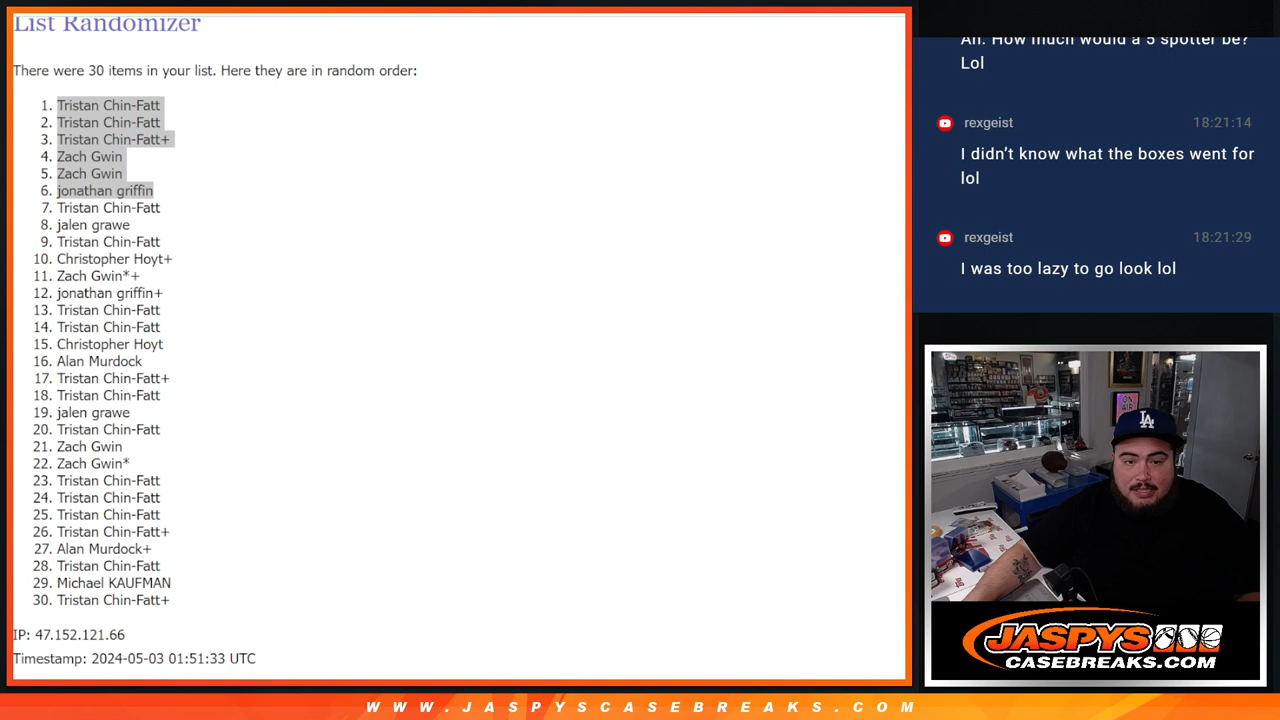 List Randomizer
There were 30 items in your list. Here they are in random order:
1. Tristan Chin-Fatt
2. Tristan Chin-Fatt
3. Tristan Chin-Fatt+
4. Zach Gwin
5. Zach Gwin
6. jonathan griffin
7. Tristan Chin-Fatt
8. jalen grawe
9. Tristan Chin-Fatt
10. Christopher Hoyt+
11. Zach Gwin*+
12. jonathan griffin+
13. Tristan Chin-Fatt
14. Tristan Chin-Fatt
15. Christopher Hoyt
16. Alan Murdock
17. Tristan Chin-Fatt+
18. Tristan Chin-Fatt
19. jalen grawe
20. Tristan Chin-Fatt
21. Zach Gwin
22. Zach Gwin*
23. Tristan Chin-Fatt
24. Tristan Chin-Fatt
25. Tristan Chin-Fatt
26. Tristan Chin-Fatt+
27. Alan Murdock+
28. Tristan Chin-Fatt
29. Michael KAUFMAN
30. Tristan Chin-Fatt+
IP: 47.152.121.66
Timestamp: 2024-05-03 01:51:33 UTC
Ah. How much would a 5 spotter be?
Lol
rexgeist 18:21:14
I didn't know what the boxes went for
lol
rexgeist 18:21:29
I was too lazy to go look lol
ON
AIR
LA
JASPYS
CASEBREAKS.COM
WWW.JASPYSCASEBREAKS.COM